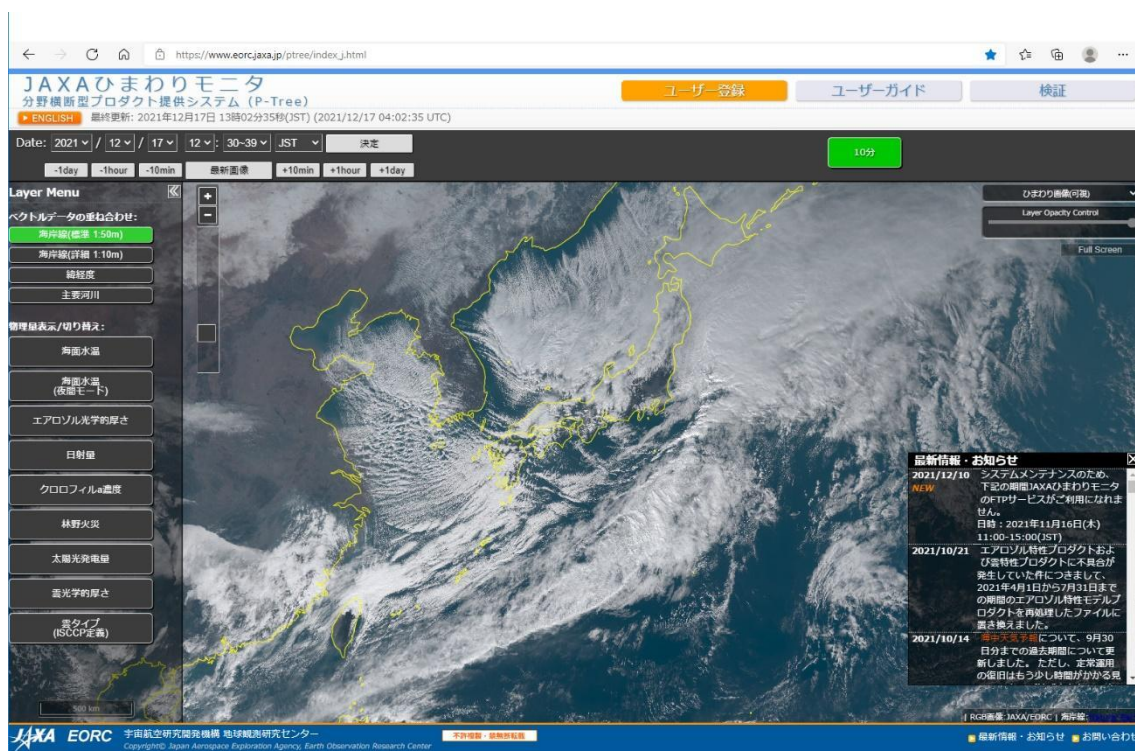 https://www.eorc.jaxa.jp/ptree/index_j.html
JAXAひまわりモニタ
分野横断型プロダクト提供システム (P-Tree)
ユーザー登録
ユーザーガイド
検証
ENGLISH
最終更新: 2021年12月17日 13時02分35秒(JST) (2021/12/17 04:02:35 UTC)
Date: 2021 / 12 / 17 12 : 30~39 JST 決定
-1day -1hour -10min 最新画像 +10min +1hour +1day
10分
Layer Menu
ベクトルデータの重ね合わせ:
海岸線(標準 1:50m)
海岸線(詳細 1:10m)
緯経度
主要河川
物理量表示/切り替え:
海面水温
海面水温
(夜間モード)
エアロゾル光学的厚さ
日射量
クロロフィルa濃度
林野火災
太陽光発電量
雲光学的厚さ
雲タイプ
(ISCCP定義)
500 km
+
-
ひまわり画像(可視)
Layer Opacity Control
Full Screen
最新情報・お知らせ
2021/12/10 システムメンテナンスのため、
NEW 下記の期間JAXAひまわりモニタ
のFTPサービスがご利用になれま
せん。
日時：2021年11月16日(木)
11:00-15:00(JST)
2021/10/21 エアロゾル特性プロダクトおよ
び雲特性プロダクトに不具合が
発生していた件につきまして、
2021年4月1日から7月31日まで
の期間のエアロゾル特性モデルプ
ロダクトを再処理したファイルに
置き換えました。
2021/10/14 海中天気予報について、9月30
日分までの過去期間について更
新しました。 ただし、定常運用
の復旧はもう少し時間がかかる見
| RGB画像:JAXA/EORC | 海岸線:
JAXA EORC
宇宙航空研究開発機構 地球観測研究センター
Copyright© Japan Aerospace Exploration Agency, Earth Observation Research Center
不許複製・禁無断転載
最新情報・お知らせ
お問い合わせ